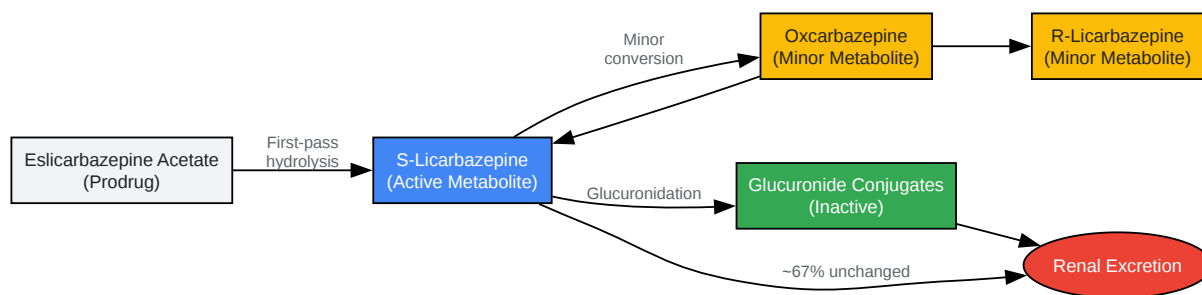 Minor
conversion
Oxcarbazepine
(Minor Metabolite)
R-Licarbazepine
(Minor Metabolite)
Eslicarbazepine Acetate
(Prodrug)
First-pass
hydrolysis
S-Licarbazepine
(Active Metabolite)
Glucuronidation
Glucuronide Conjugates
(Inactive)
~67% unchanged
Renal Excretion